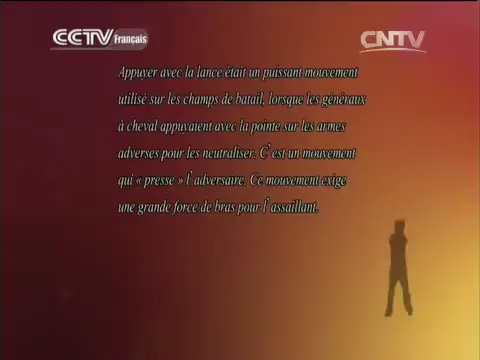 CCTV Français
CNTV
Appuyer avec la lance était un puissant mouvement
utilisé sur les champs de batail, lorsque les généraux
à cheval appuyaient avec la pointe sur les armes
adverses pour les neutraliser. C'est un mouvement
qui « presse » l'adversaire. Ce mouvement exige
une grande force de bras pour l'assaillant.